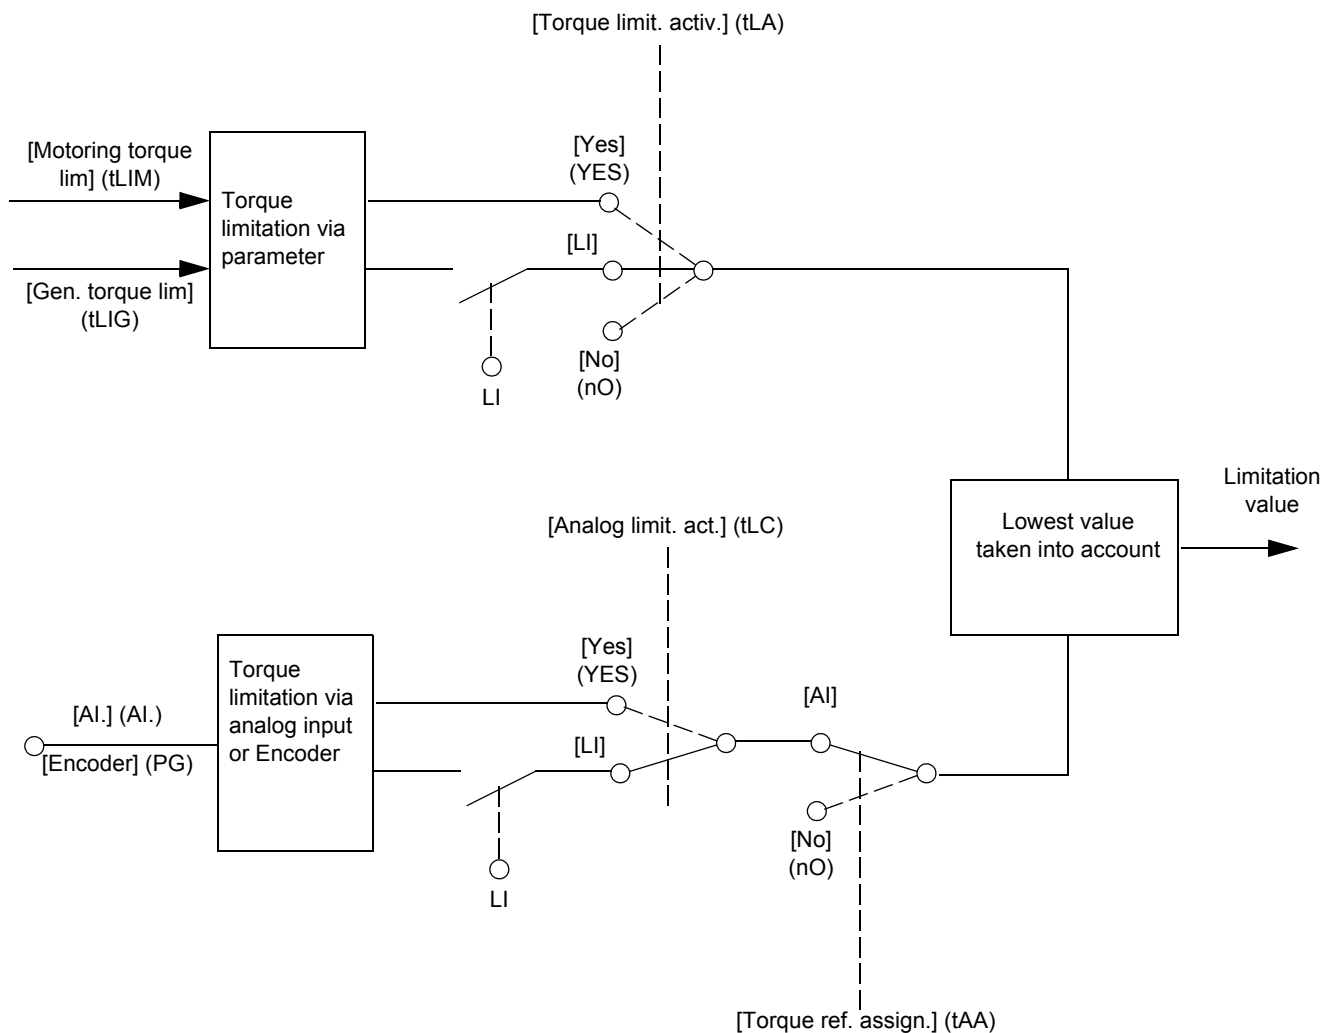 [Torque limit. activ.] (tLA)
[Motoring torque
lim] (tLIM)
[Gen. torque lim]
(tLIG)
Torque
limitation via
parameter
[Yes]
(YES)
[LI]
[No]
(nO)
LI
Lowest value
taken into account
Limitation
value
[Analog limit. act.] (tLC)
[AI.] (AI.)
[Encoder] (PG)
Torque
limitation via
analog input
or Encoder
[Yes]
(YES)
[LI]
LI
[AI]
[No]
(nO)
[Torque ref. assign.] (tAA)